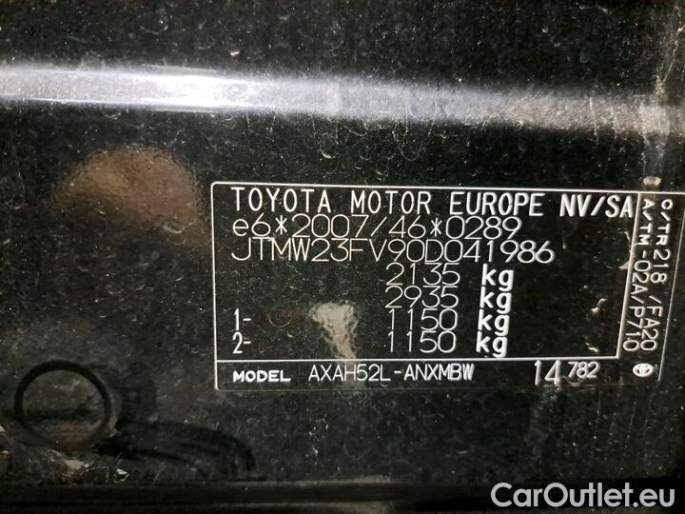 TOYOTA MOTOR EUROPE NV/SA
e6*2007/46*0289
JTMW23FV90D041986
2135 kg
2935 kg
1- 1150 kg
2- 1150 kg
MODEL AXAH52L-ANXMBW 14 782
C/TR218 /FA20
A/TM-02A/P710
CarOutlet.eu